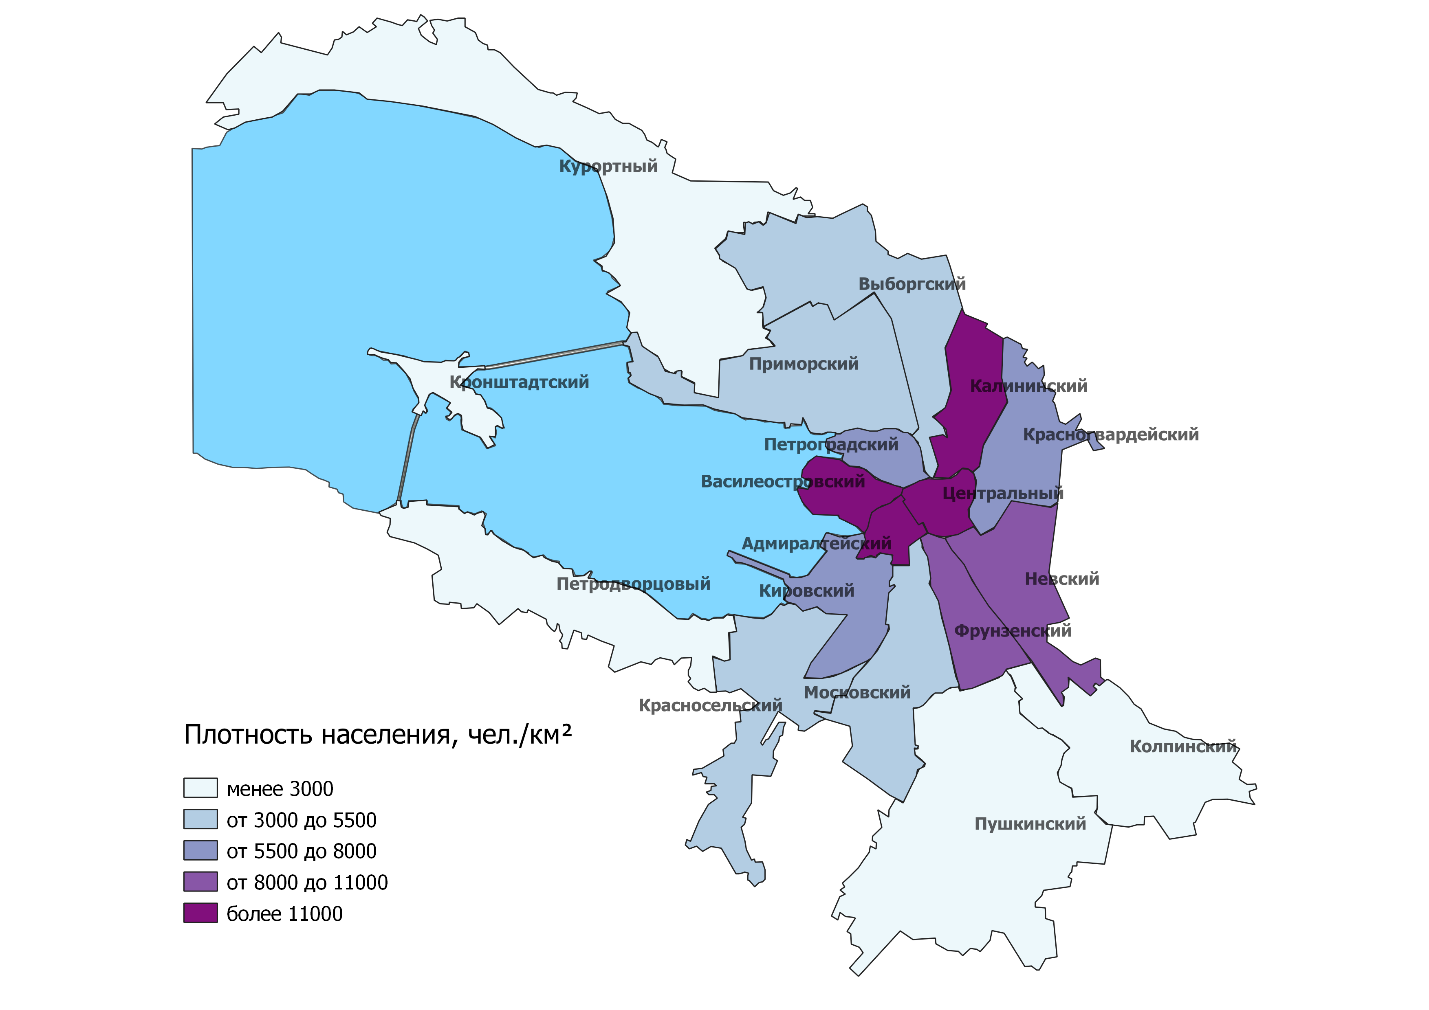 Курортный
Выборгский
Приморский
Кронштадтский
Калининский
Красногвардейский
Петроградский
Василеостровский
Центральный
Адмиралтейский
Невский
Петродворцовый
Кировский
Фрунзенский
Московский
Красносельский
Колпинский
Пушкинский
Плотность населения, чел./км²
менее 3000
от 3000 до 5500
от 5500 до 8000
от 8000 до 11000
более 11000